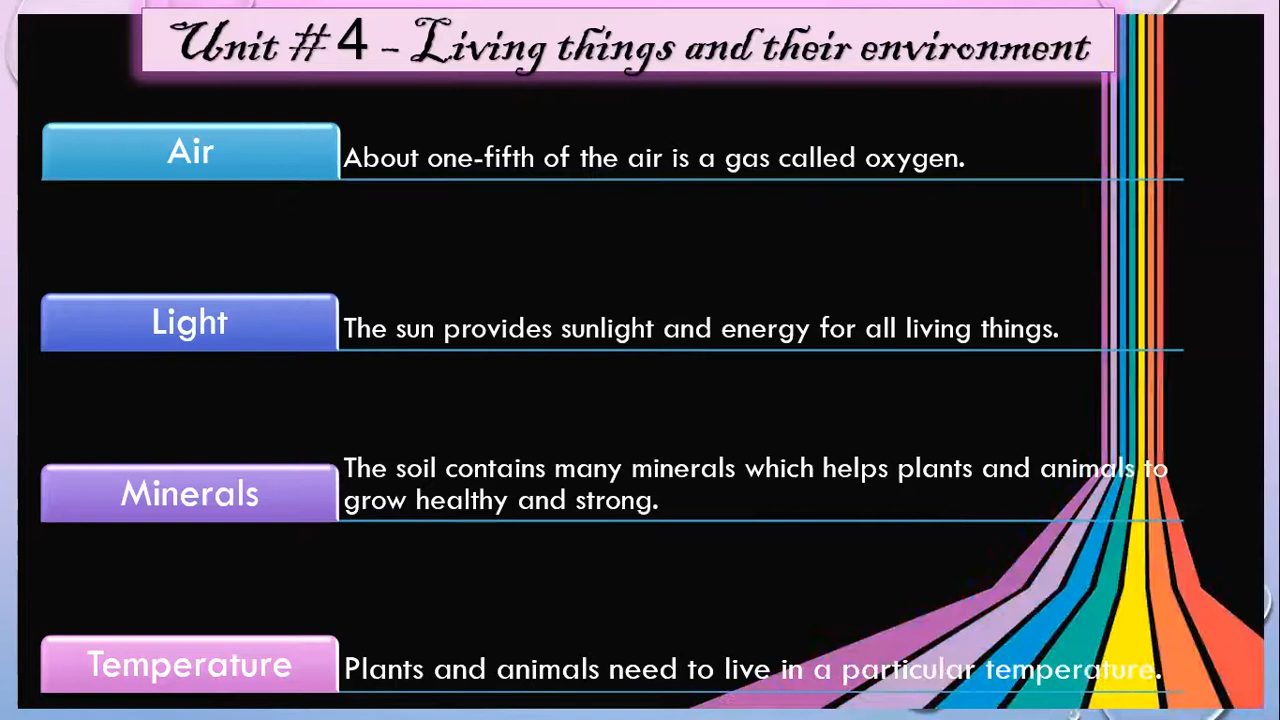 Unit #4 - Living things and their environment
Air
About one-fifth of the air is a gas called oxygen.
Light
The sun provides sunlight and energy for all living things.
Minerals
The soil contains many minerals which helps plants and animals to
grow healthy and strong.
Temperature
Plants and animals need to live in a particular temperature.